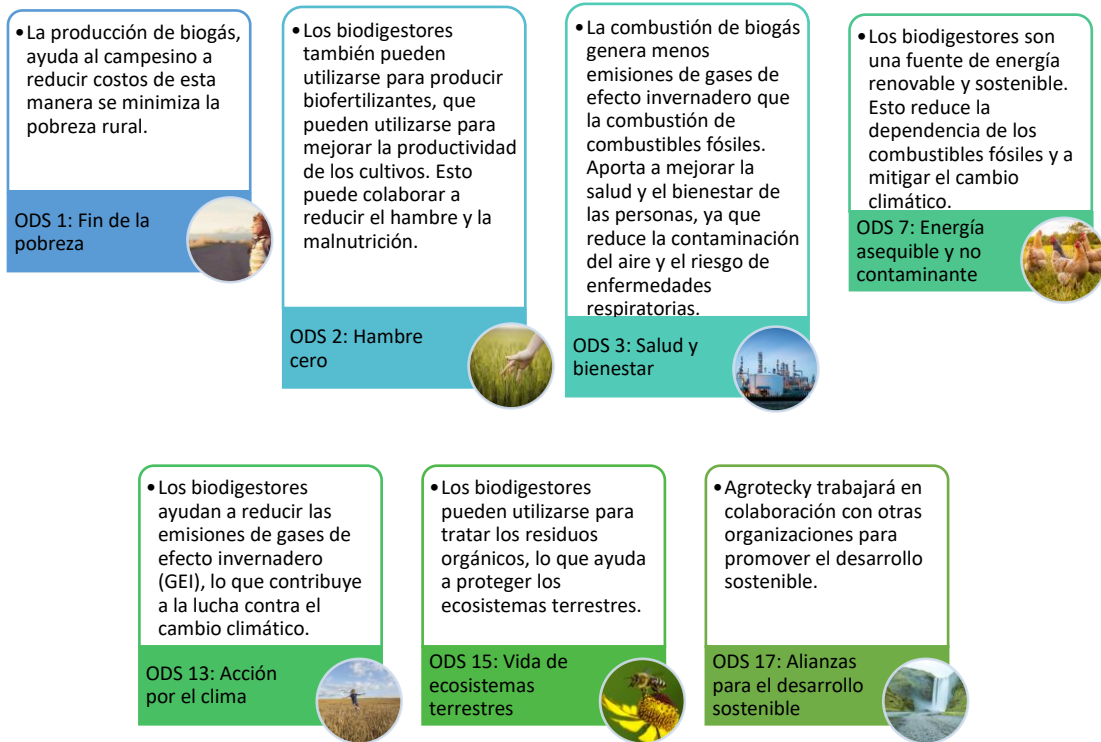 •La producción de biogás,
ayuda al campesino a
reducir costos de esta
manera se minimiza la
pobreza rural.
ODS 1: Fin de la
pobreza
•Los biodigestores
también pueden
utilizarse para producir
biofertilizantes, que
pueden utilizarse para
mejorar la productividad
de los cultivos. Esto
puede colaborar a
reducir el hambre y la
malnutrición.
ODS 2: Hambre
cero
•La combustión de biogás
genera menos
emisiones de gases de
efecto invernadero que
la combustión de
combustibles fósiles.
Aporta a mejorar la
salud y el bienestar de
las personas, ya que
reduce la contaminación
del aire y el riesgo de
enfermedades
respiratorias.
ODS 3: Salud y
bienestar
•Los biodigestores son
una fuente de energía
renovable y sostenible.
Esto reduce la
dependencia de los
combustibles fósiles y a
mitigar el cambio
climático.
ODS 7: Energía
asequible y no
contaminante
•Los biodigestores
ayudan a reducir las
emisiones de gases de
efecto invernadero
(GEI), lo que contribuye
a la lucha contra el
cambio climático.
ODS 13: Acción
por el clima
•Los biodigestores
pueden utilizarse para
tratar los residuos
orgánicos, lo que ayuda
a proteger los
ecosistemas terrestres.
ODS 15: Vida de
ecosistemas
terrestres
•Agrotecky trabajará en
colaboración con otras
organizaciones para
promover el desarrollo
sostenible.
ODS 17: Alianzas
para el desarrollo
sostenible